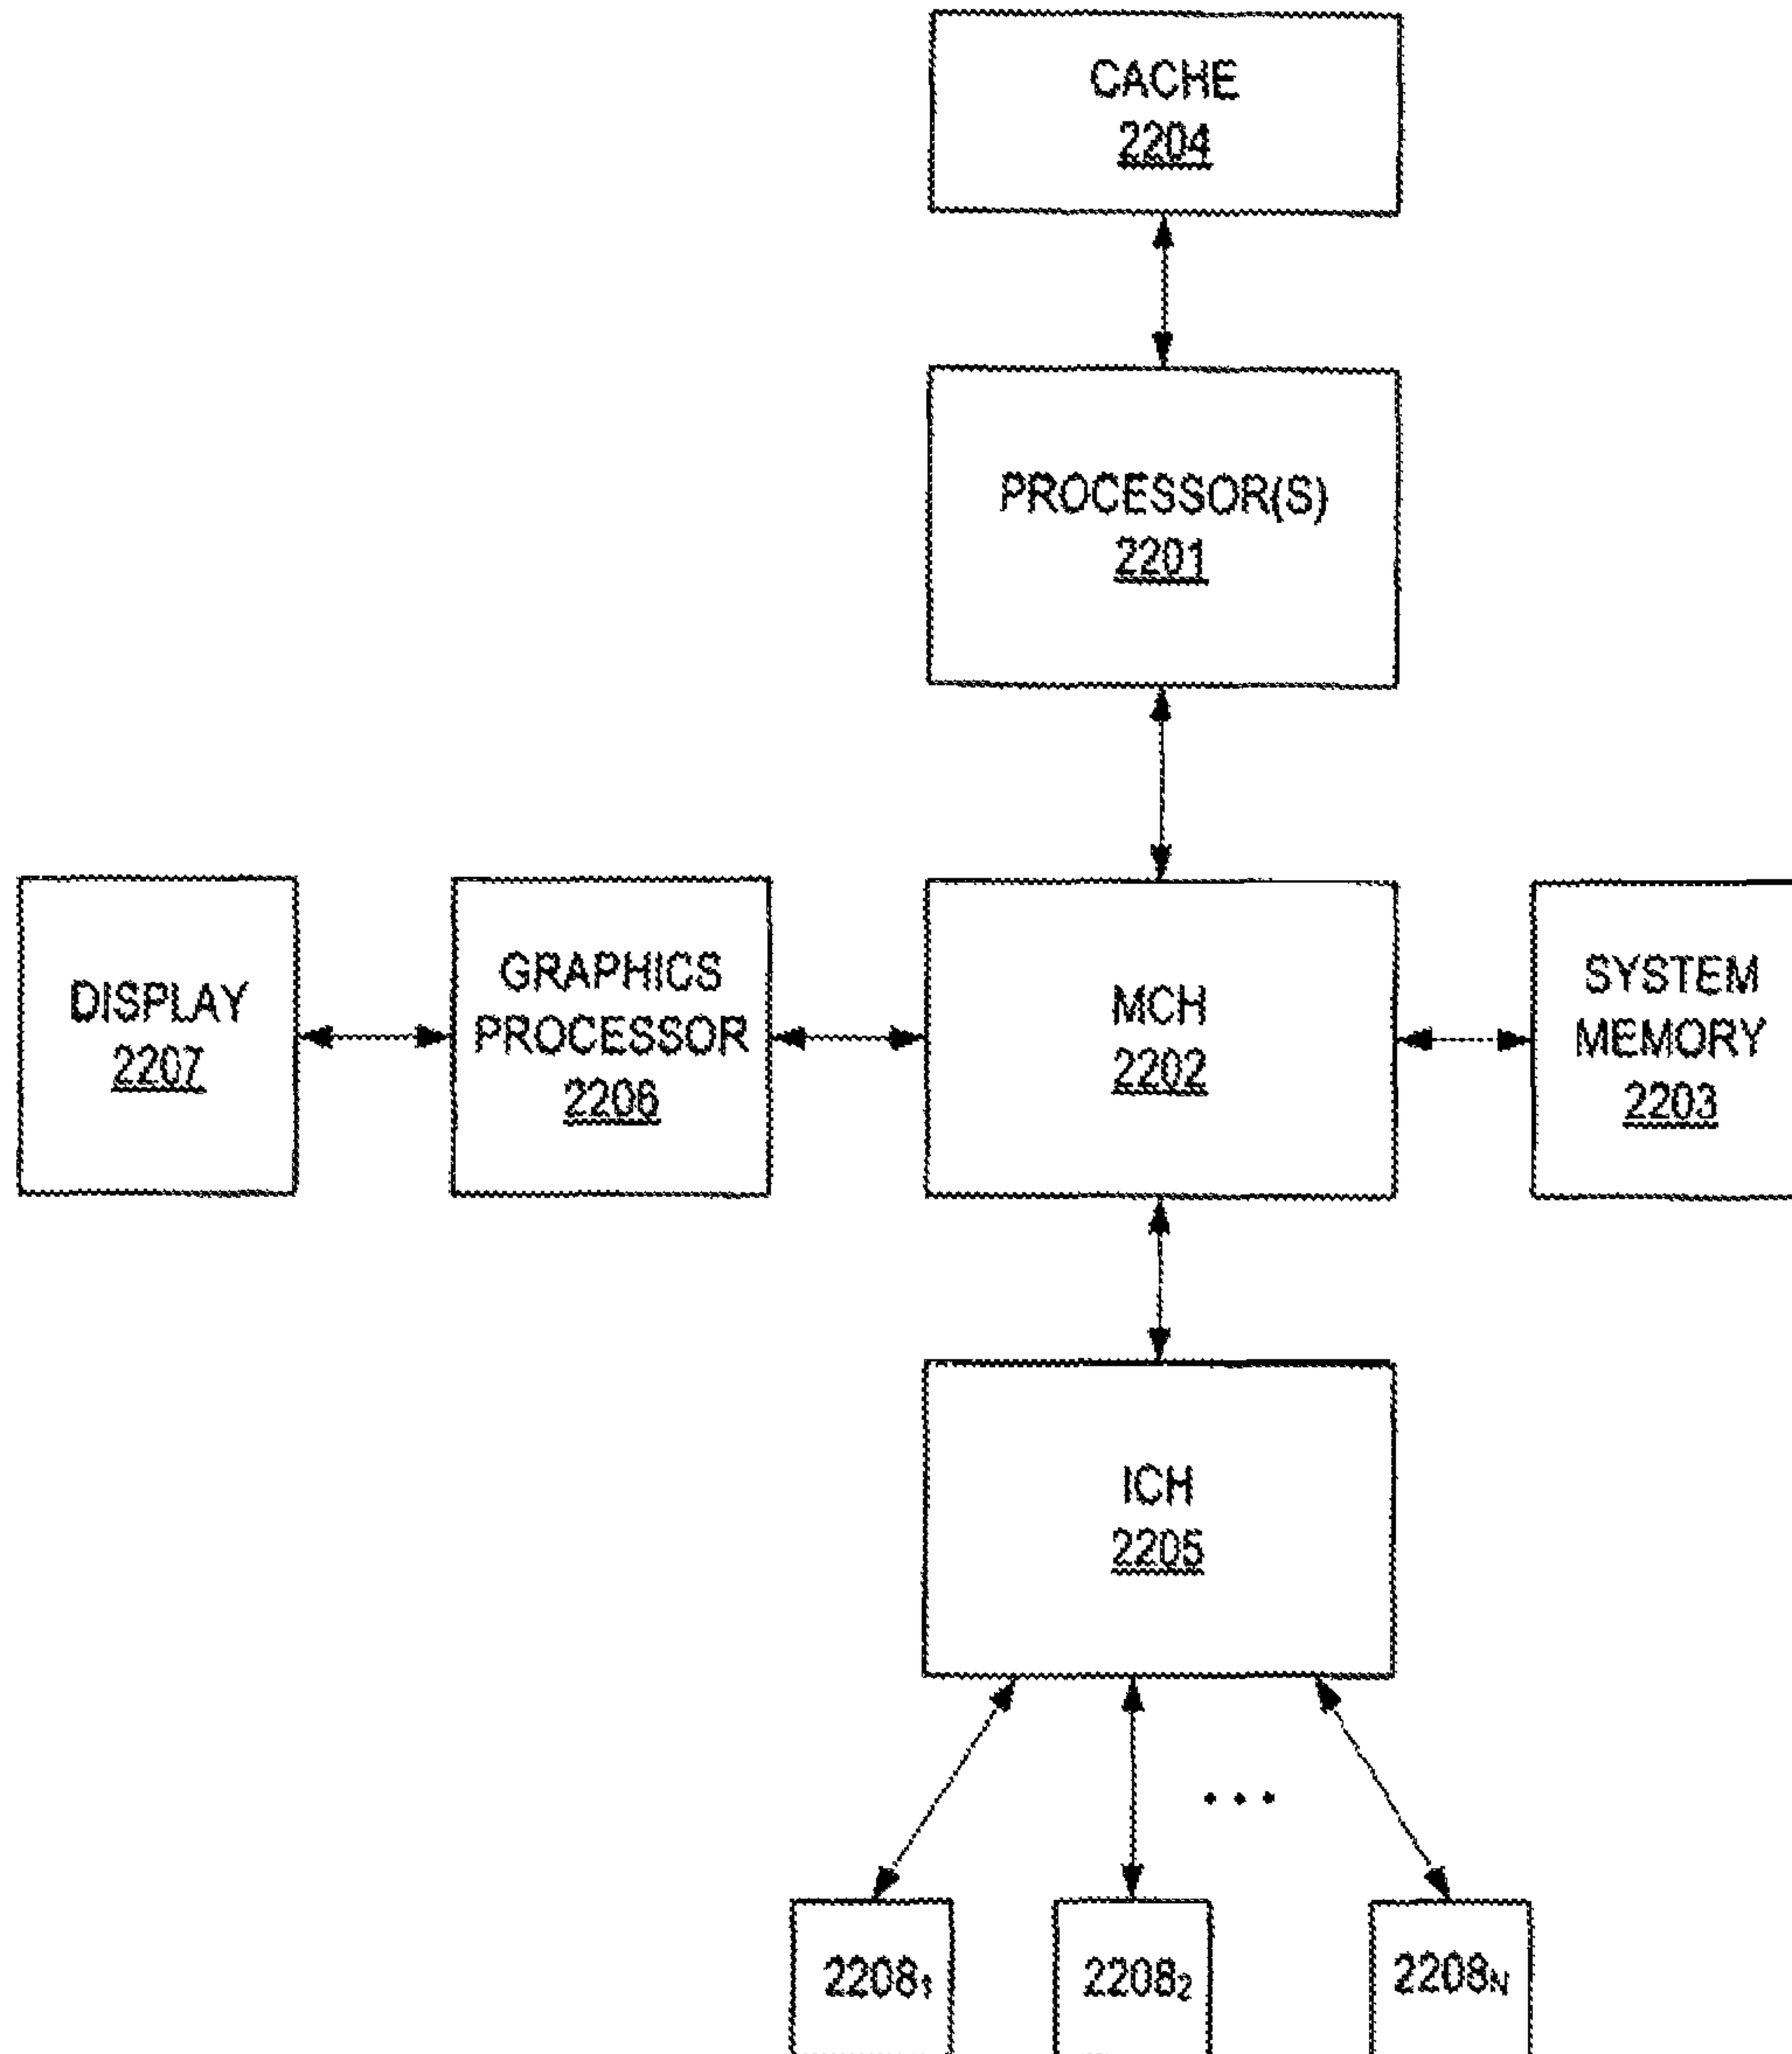 CACHE
2204
PROCESSOR(S)
2201
DISPLAY
2207
GRAPHICS
PROCESSOR
2206
MCH
2202
SYSTEM
MEMORY
2203
ICH
2205
• • •
2208₁
2208₂
2208N